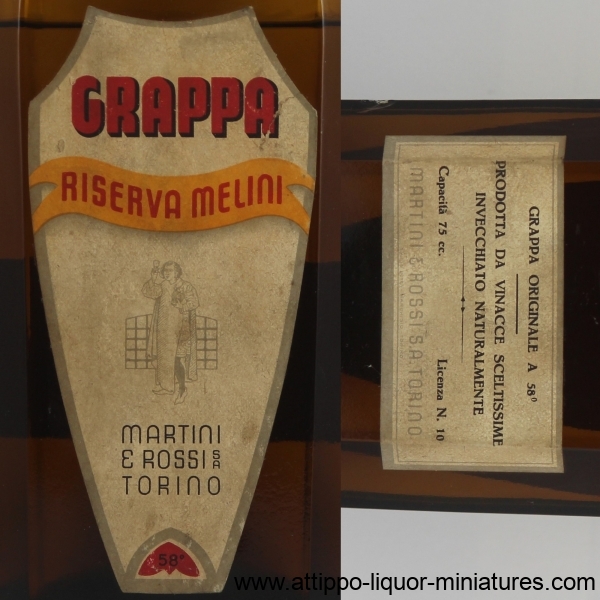 GRAPPA
RISERVA MELINI
MARTINI
& ROSSI SA
TORINO
58°
GRAPPA ORIGINALE A 58°
PRODOTTA DA VINACCE SCELTISSIME
INVECCHIATO NATURALMENTE
Capacità 75 cc. Licenza N. 10
MARTINI & ROSSI S.A. TORINO
www.attippo-liquor-miniatures.com